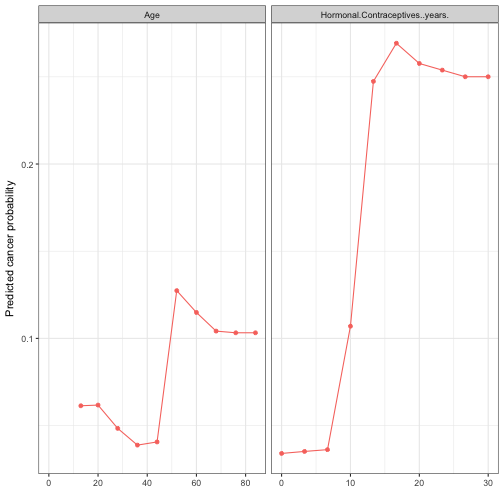 Age
Hormonal.Contraceptives..years.
Predicted cancer probability
0.2
0.1
0 20 40 60 80
0 10 20 30